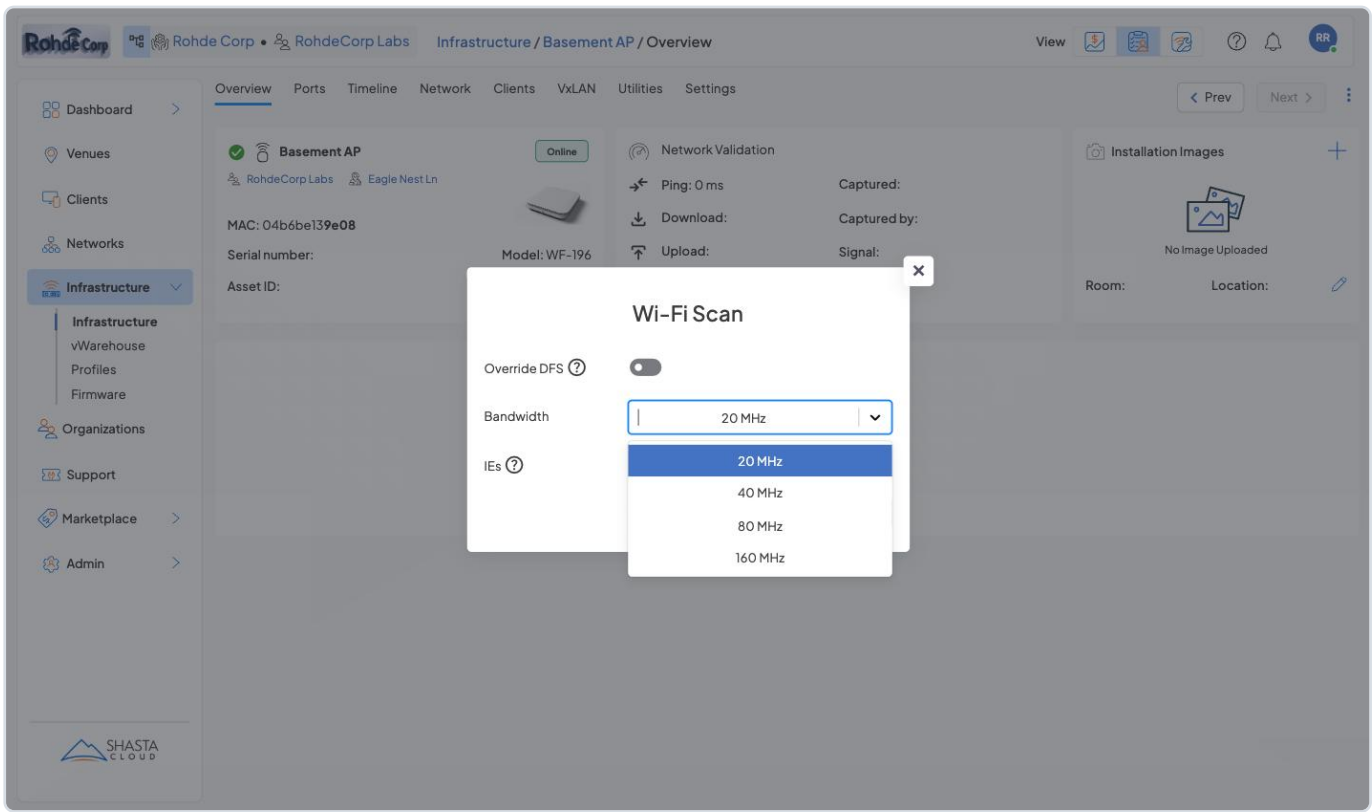 Rohde Corp
Rohde Corp • RohdeCorp Labs
Infrastructure / Basement AP / Overview
View
RR
Dashboard
Venues
Clients
Networks
Infrastructure
Infrastructure
vWarehouse
Profiles
Firmware
Organizations
Support
Marketplace
Admin
SHASTA
CLOUD
Overview Ports Timeline Network Clients VxLAN Utilities Settings
Prev
Next
Basement AP
Online
RohdeCorp Labs Eagle Nest Ln
MAC: 04b6be139e08
Serial number:
Model: WF-196
Asset ID:
Network Validation
Ping: 0 ms
Captured:
Download:
Captured by:
Upload:
Signal:
Installation Images
No Image Uploaded
Room:
Location:
Wi-Fi Scan
Override DFS
Bandwidth
20 MHz
IEs
20 MHz
40 MHz
80 MHz
160 MHz